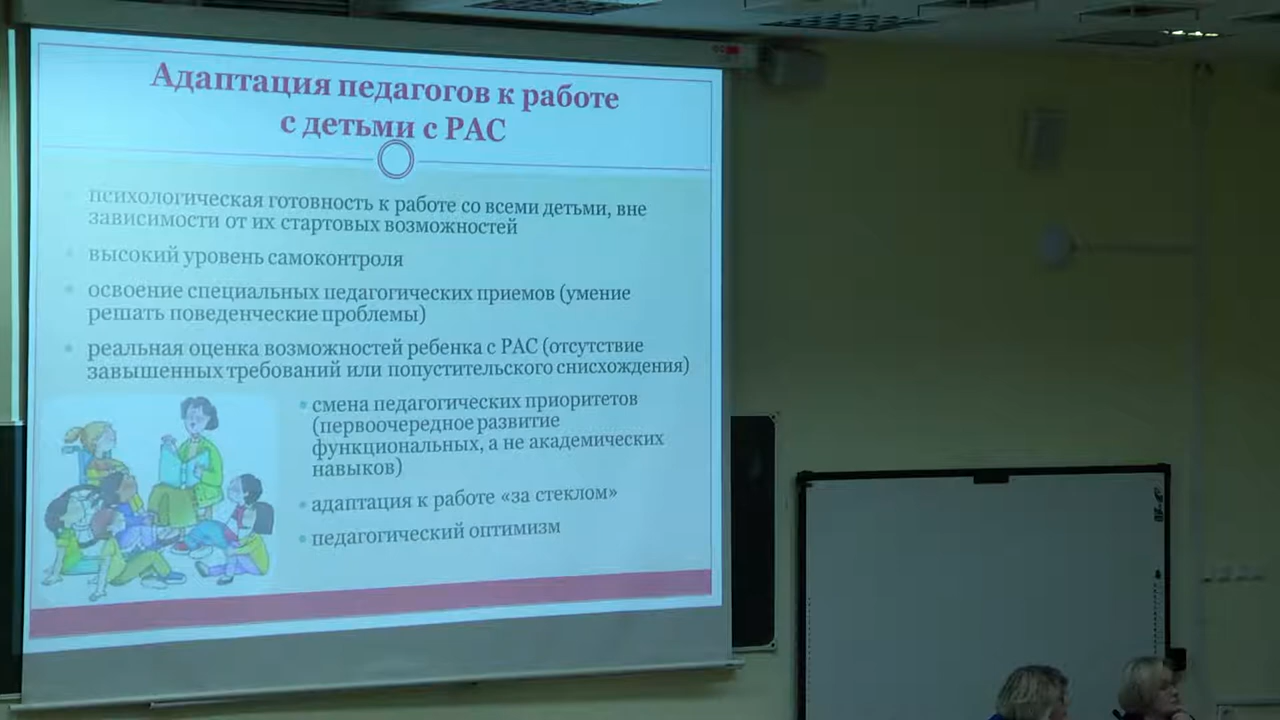 Адаптация педагогов к работе
с детьми с РАС
психологическая готовность к работе со всеми детьми, вне
зависимости от их стартовых возможностей
высокий уровень самоконтроля
освоение специальных педагогических приемов (умение
решать поведенческие проблемы)
реальная оценка возможностей ребенка с РАС (отсутствие
завышенных требований или попустительского снисхождения)
смена педагогических приоритетов
(первоочередное развитие
функциональных, а не академических
навыков)
адаптация к работе «за стеклом»
педагогический оптимизм